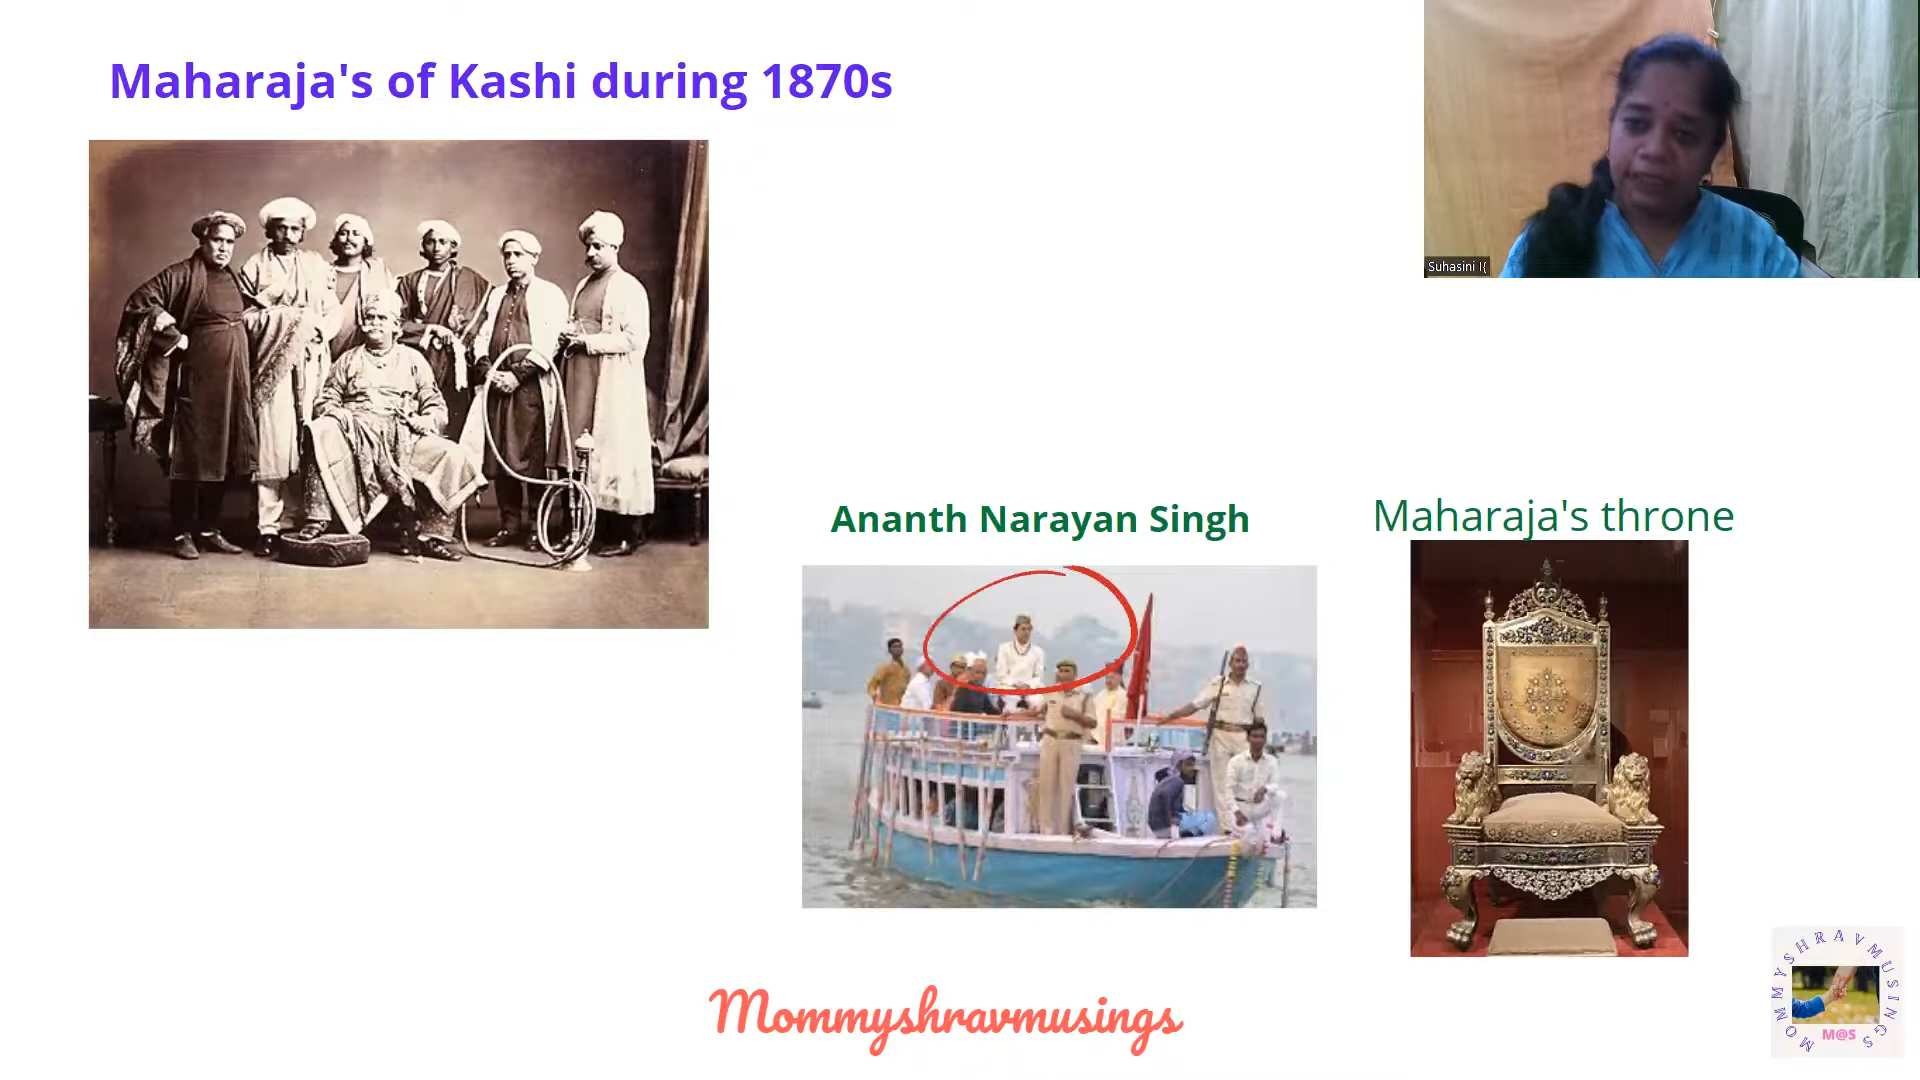 Maharaja's of Kashi during 1870s
Suhasini I{
Ananth Narayan Singh
Maharaja's throne
Mommyshravmusings
MOMMYSHRAVMUSINGS
M@S